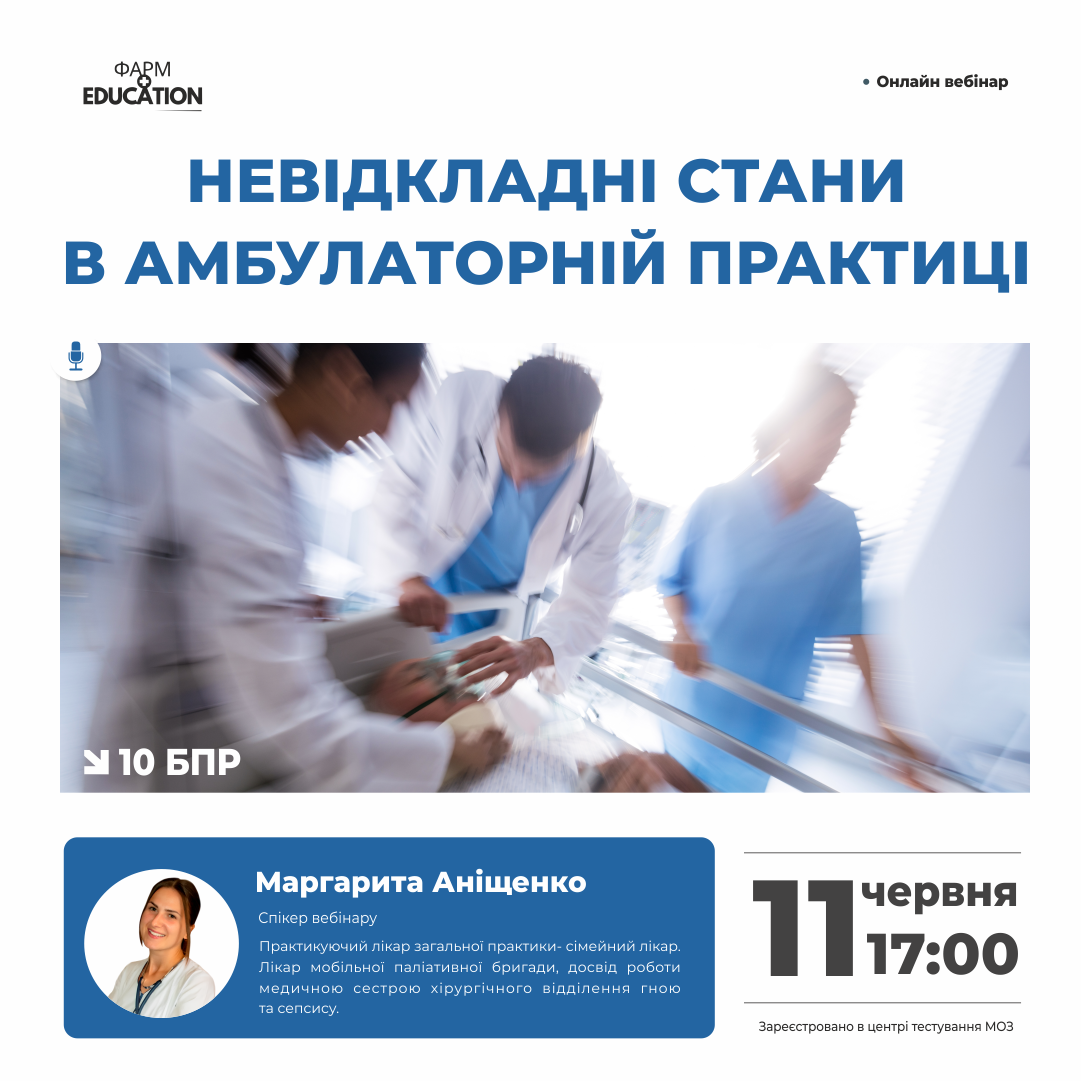 ФАРМ
EDUCATION
• Онлайн вебінар
НЕВІДКЛАДНІ СТАНИ
В АМБУЛАТОРНІЙ ПРАКТИЦІ
10 БПР
Маргарита Аніщенко
Спікер вебінару
Практикуючий лікар загальної практики- сімейний лікар.
Лікар мобільної паліативної бригади, досвід роботи
медичною сестрою хірургічного відділення гною
та сепсису.
11 червня
17:00
Зареєстровано в центрі тестування МОЗ